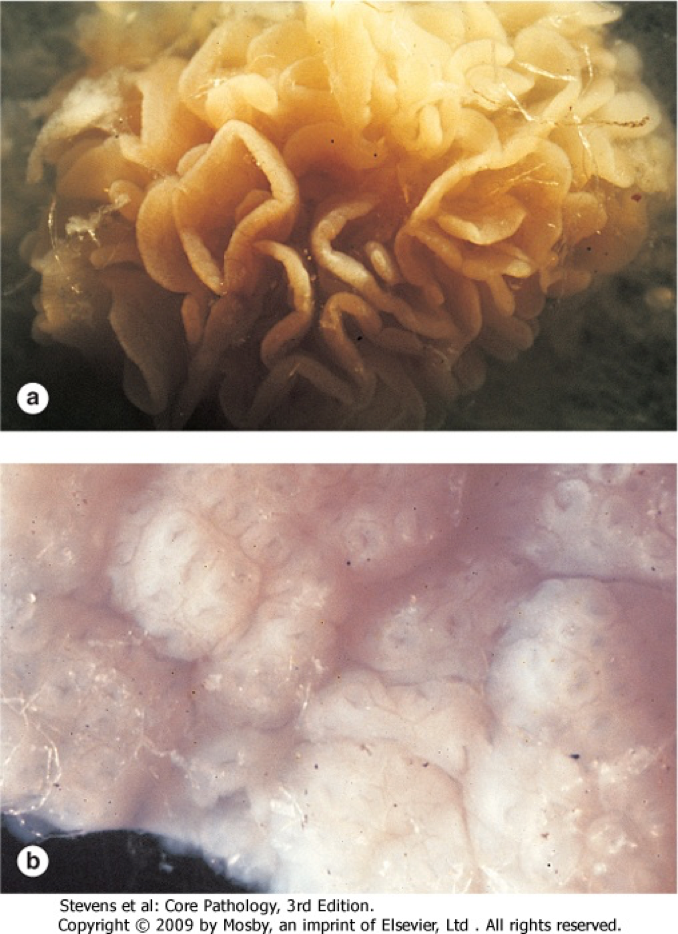 a
b
Stevens et al: Core Pathology, 3rd Edition.
Copyright © 2009 by Mosby, an imprint of Elsevier, Ltd . All rights reserved.